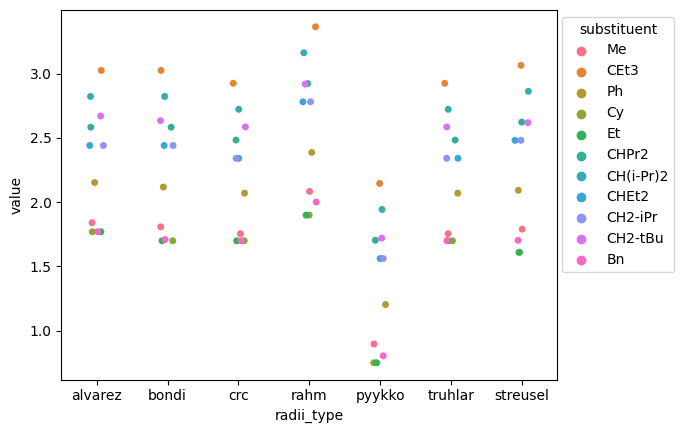 substituent
Me
CEt3
Ph
Cy
Et
CHPr2
CH(i-Pr)2
CHEt2
CH2-iPr
CH2-tBu
Bn
value
3.0
2.5
2.0
1.5
1.0
alvarez bondi crc rahm pyykko truhlar streusel
radii_type